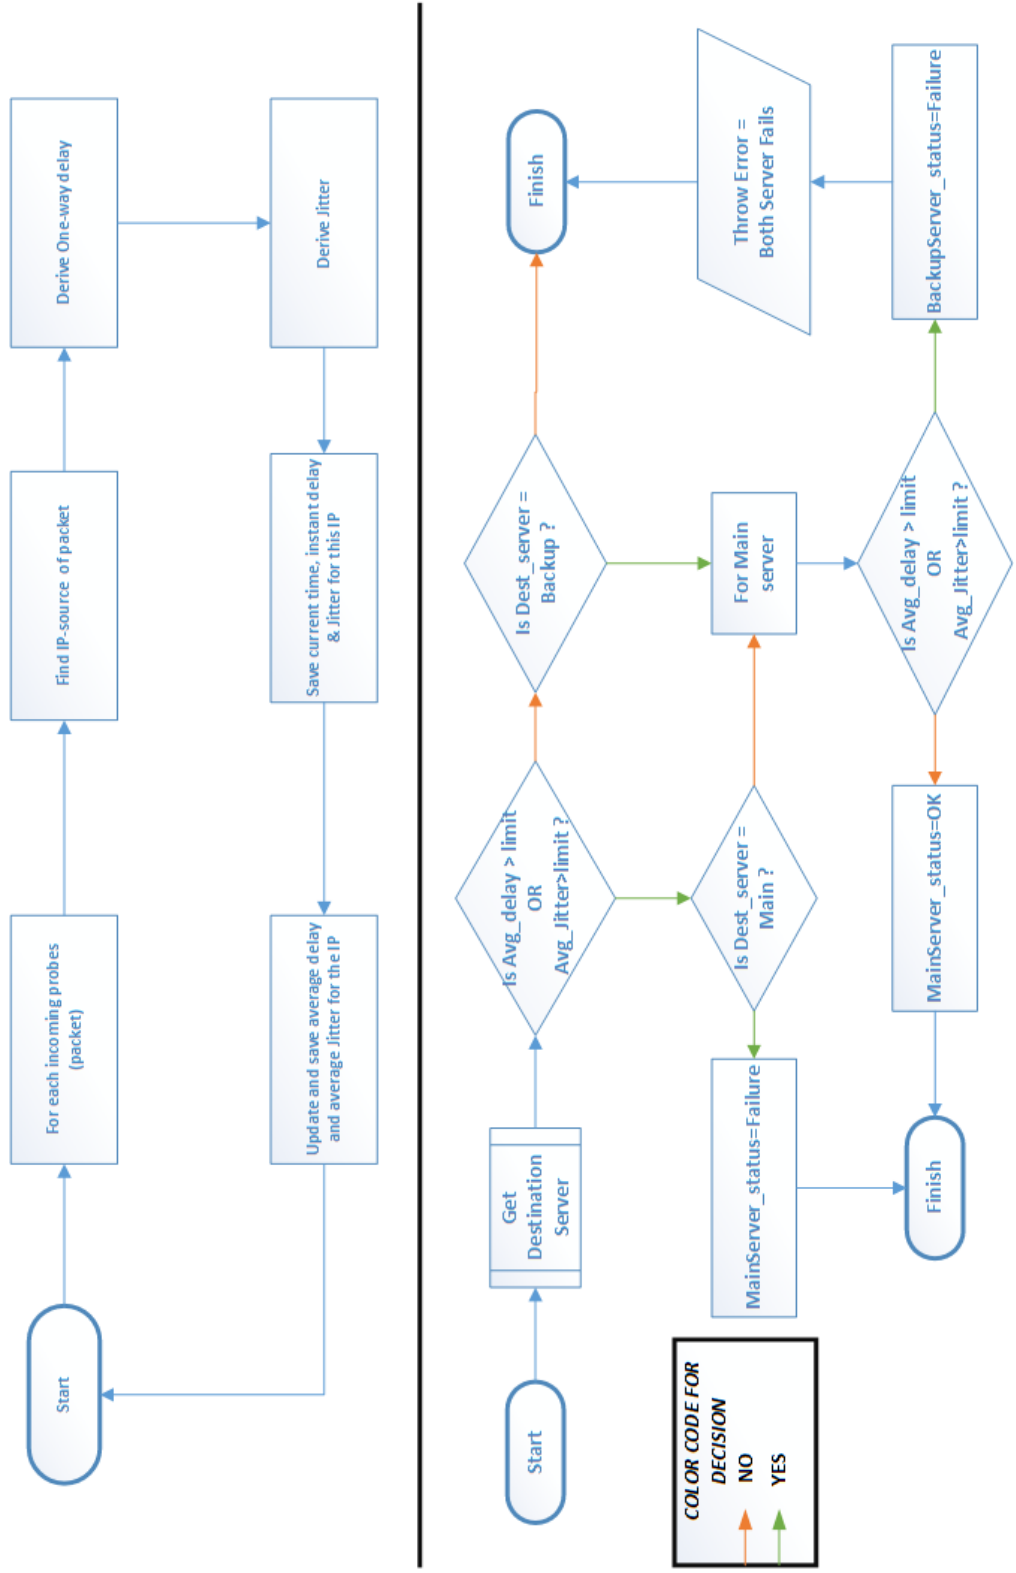 Start
For each incoming probes
(packet)
Find IP-source of packet
Derive One-way delay
Derive Jitter
Save current time, instant delay
& Jitter for this IP
Update and save average delay
and average Jitter for the IP
Start
Get
Destination
Server
Is Avg_delay > limit
OR
Avg_Jitter>limit ?
Is Dest_server =
Backup ?
Finish
Is Dest_server =
Main ?
For Main
server
Throw Error =
Both Server Fails
MainServer_status=Failure
Finish
MainServer_status=OK
Is Avg_delay > limit
OR
Avg_Jitter>limit ?
BackupServer_status=Failure
COLOR CODE FOR
DECISION
NO
YES